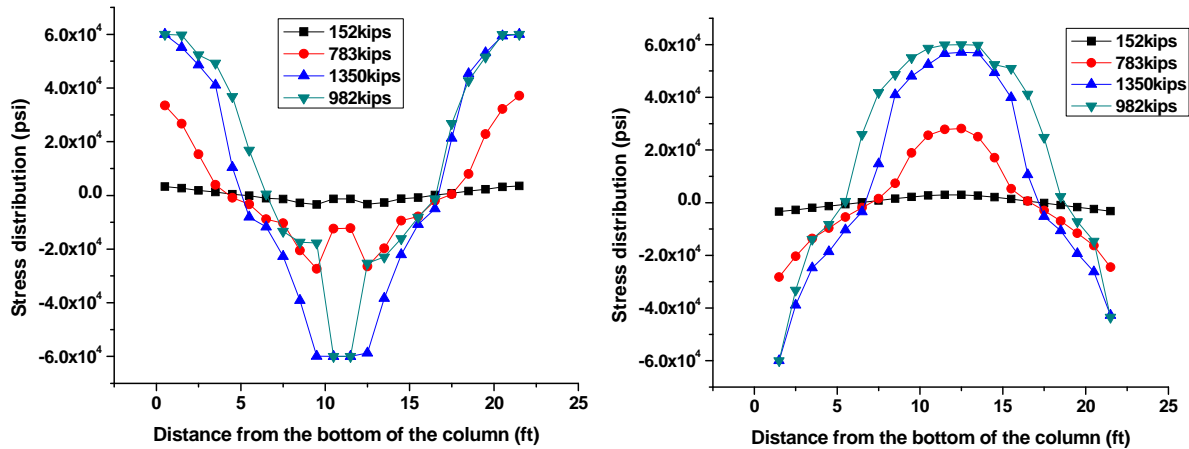 152kips
783kips
1350kips
982kips
6.0x10⁴
4.0x10⁴
2.0x10⁴
0.0
-2.0x10⁴
-4.0x10⁴
-6.0x10⁴
Stress distribution (psi)
0 5 10 15 20 25
Distance from the bottom of the column (ft)
152kips
783kips
1350kips
982kips
6.0x10⁴
4.0x10⁴
2.0x10⁴
0.0
-2.0x10⁴
-4.0x10⁴
-6.0x10⁴
Stress distribution (psi)
0 5 10 15 20 25
Distance from the bottom of the column (ft)